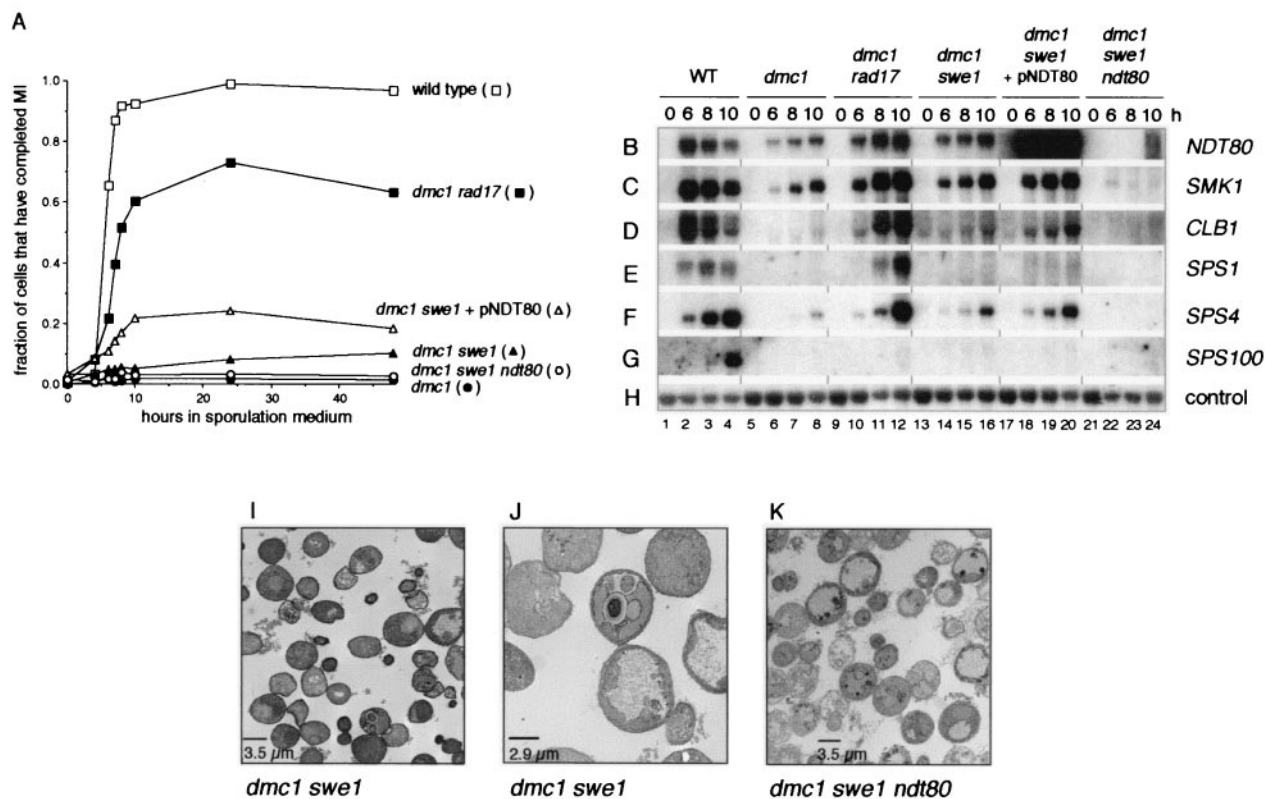 A
fraction of cells that have completed MI
1.0
0.8
0.6
0.4
0.2
0.0
0 10 20 30 40
hours in sporulation medium
wild type (□)
dmc1 rad17 (■)
dmc1 swe1 + pNDT80 (△)
dmc1 swe1 (▲)
dmc1 swe1 ndt80 (○)
dmc1 (●)
WT
dmc1
dmc1
rad17
dmc1
swe1
dmc1
swe1
+ pNDT80
dmc1
swe1
ndt80
0 6 8 10 0 6 8 10 0 6 8 10 0 6 8 10 0 6 8 10 0 6 8 10 h
B NDT80
C SMK1
D CLB1
E SPS1
F SPS4
G SPS100
H control
1 2 3 4 5 6 7 8 9 10 11 12 13 14 15 16 17 18 19 20 21 22 23 24
I
3.5 µm
dmc1 swe1
J
2.9 µm
dmc1 swe1
K
3.5 µm
dmc1 swe1 ndt80